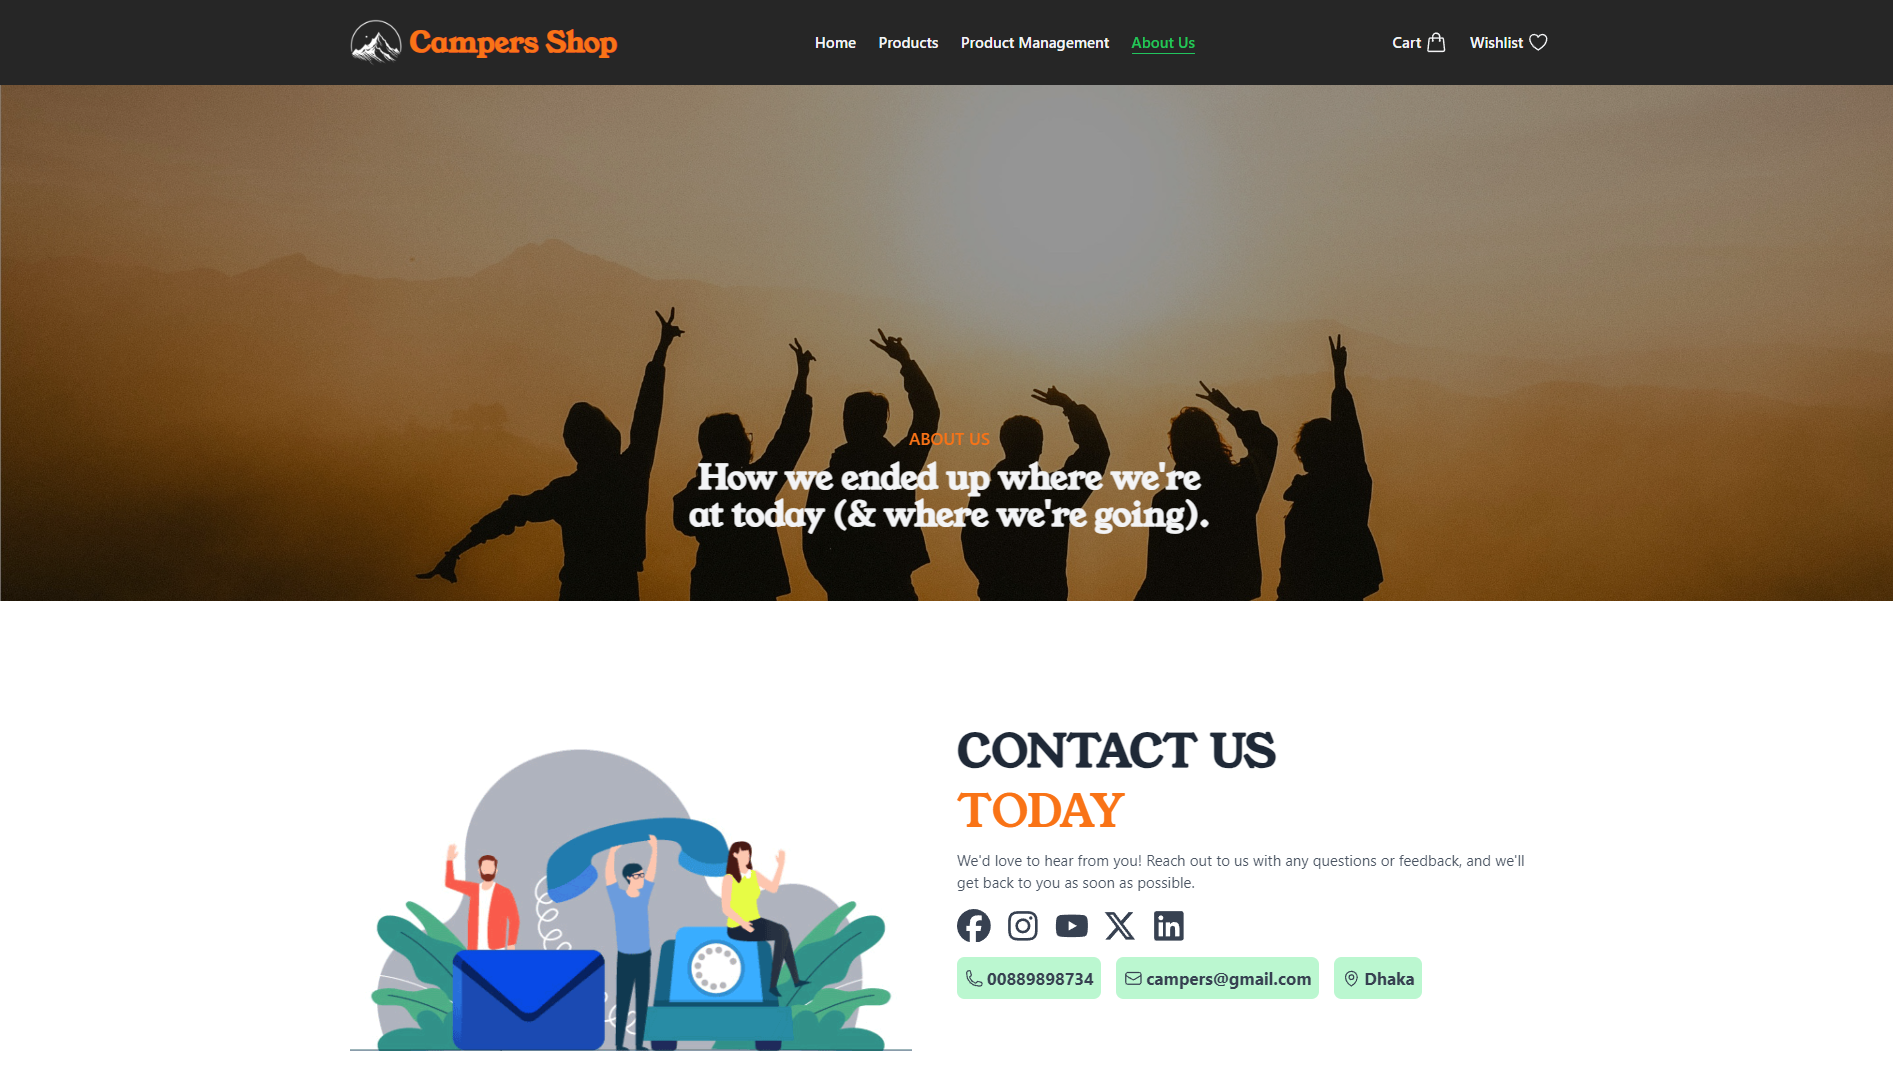 Campers Shop
Home Products Product Management About Us
Cart Wishlist
ABOUT US
How we ended up where we're
at today (& where we're going).
CONTACT US
TODAY
We'd love to hear from you! Reach out to us with any questions or feedback, and we'll
get back to you as soon as possible.
00889898734 campers@gmail.com Dhaka